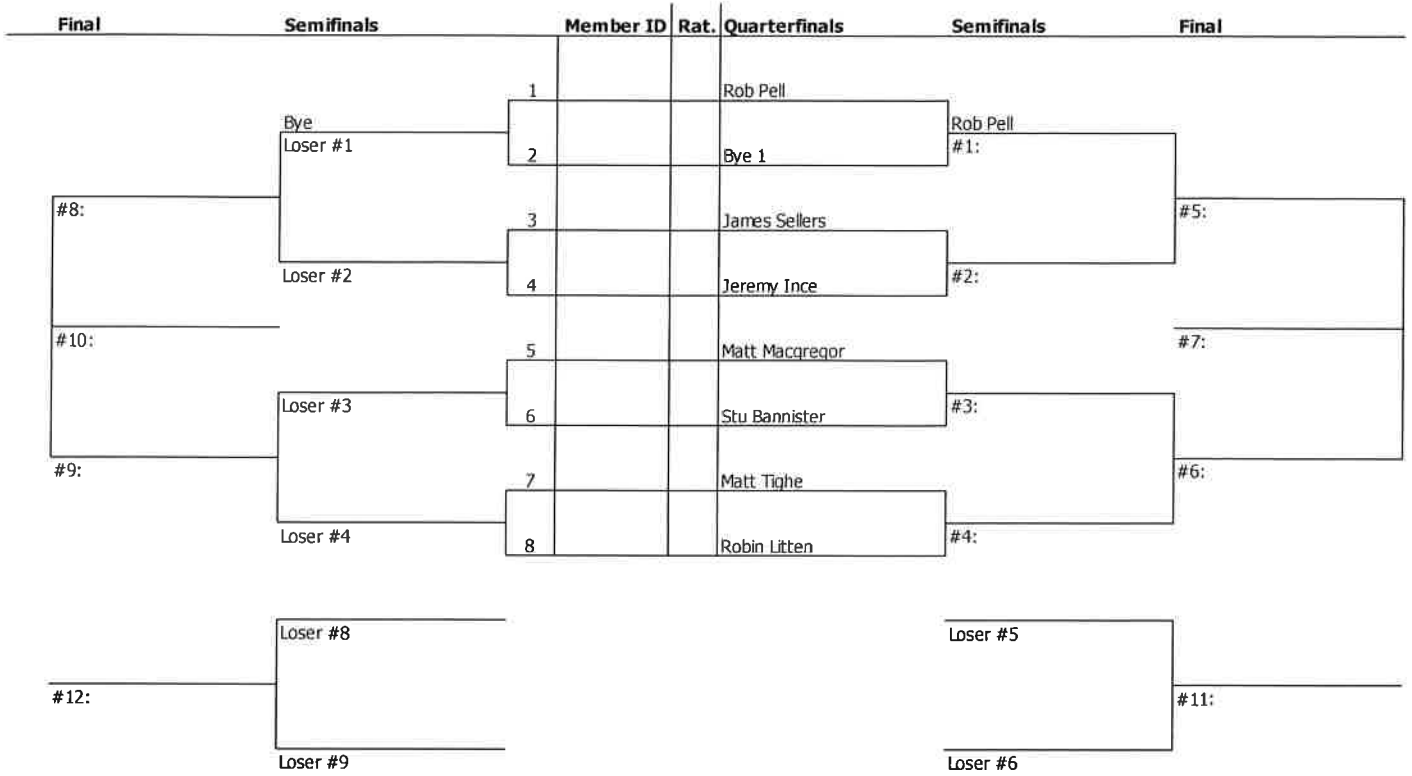 Final Semifinals Member ID Rat. Quarterfinals Semifinals Final
1 Rob Pell
Bye Rob Pell
Loser #1 #1:
2 Bye 1
#8: #5:
3 James Sellers
Loser #2 #2:
4 Jeremy Ince
#10: #7:
5 Matt Macgregor
Loser #3 #3:
6 Stu Bannister
#9: #6:
7 Matt Tighe
Loser #4 #4:
8 Robin Litten
Loser #8 Loser #5
#12: #11:
Loser #9 Loser #6